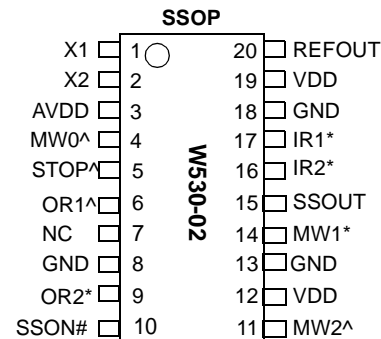 SSOP
X1 1 20 REFOUT
X2 2 19 VDD
AVDD 3 18 GND
MW0^ 4 17 IR1*
STOP^ 5 16 IR2*
OR1^ 6 15 SSOUT
NC 7 14 MW1*
GND 8 13 GND
OR2* 9 12 VDD
SSON# 10 11 MW2^
W530-02